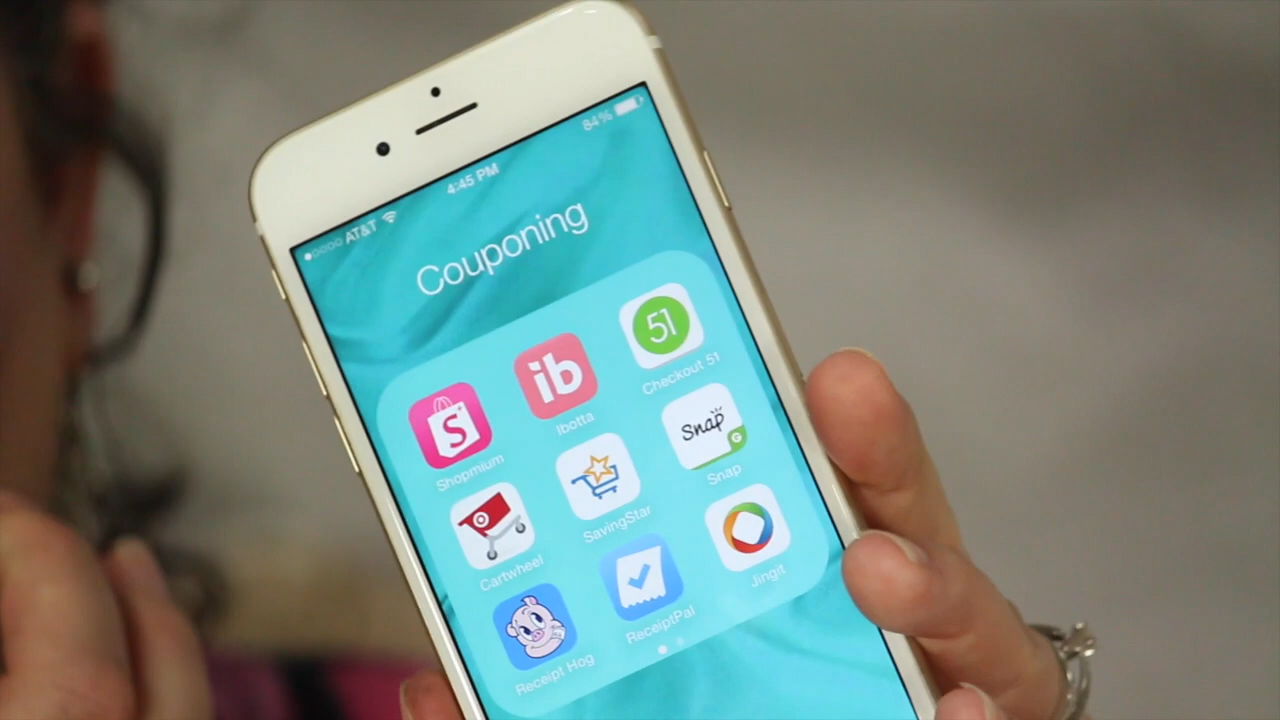 AT&T 4:45 PM 84%
Couponing
S
ib
51
Shopmium Ibotta Checkout 51
Snap
G
Cartwheel SavingStar Snap
Receipt Hog ReceiptPal Jingit